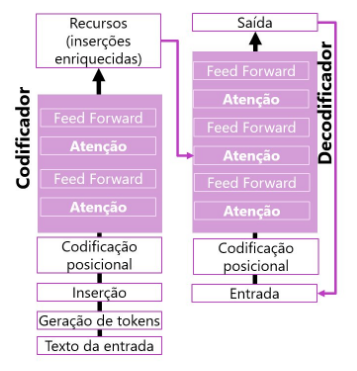 Codificador
Recursos
(inserções
enriquecidas)
Feed Forward
Atenção
Feed Forward
Atenção
Codificação
posicional
Inserção
Geração de tokens
Texto da entrada
Decodificador
Saída
Feed Forward
Atenção
Feed Forward
Atenção
Feed Forward
Atenção
Codificação
posicional
Entrada